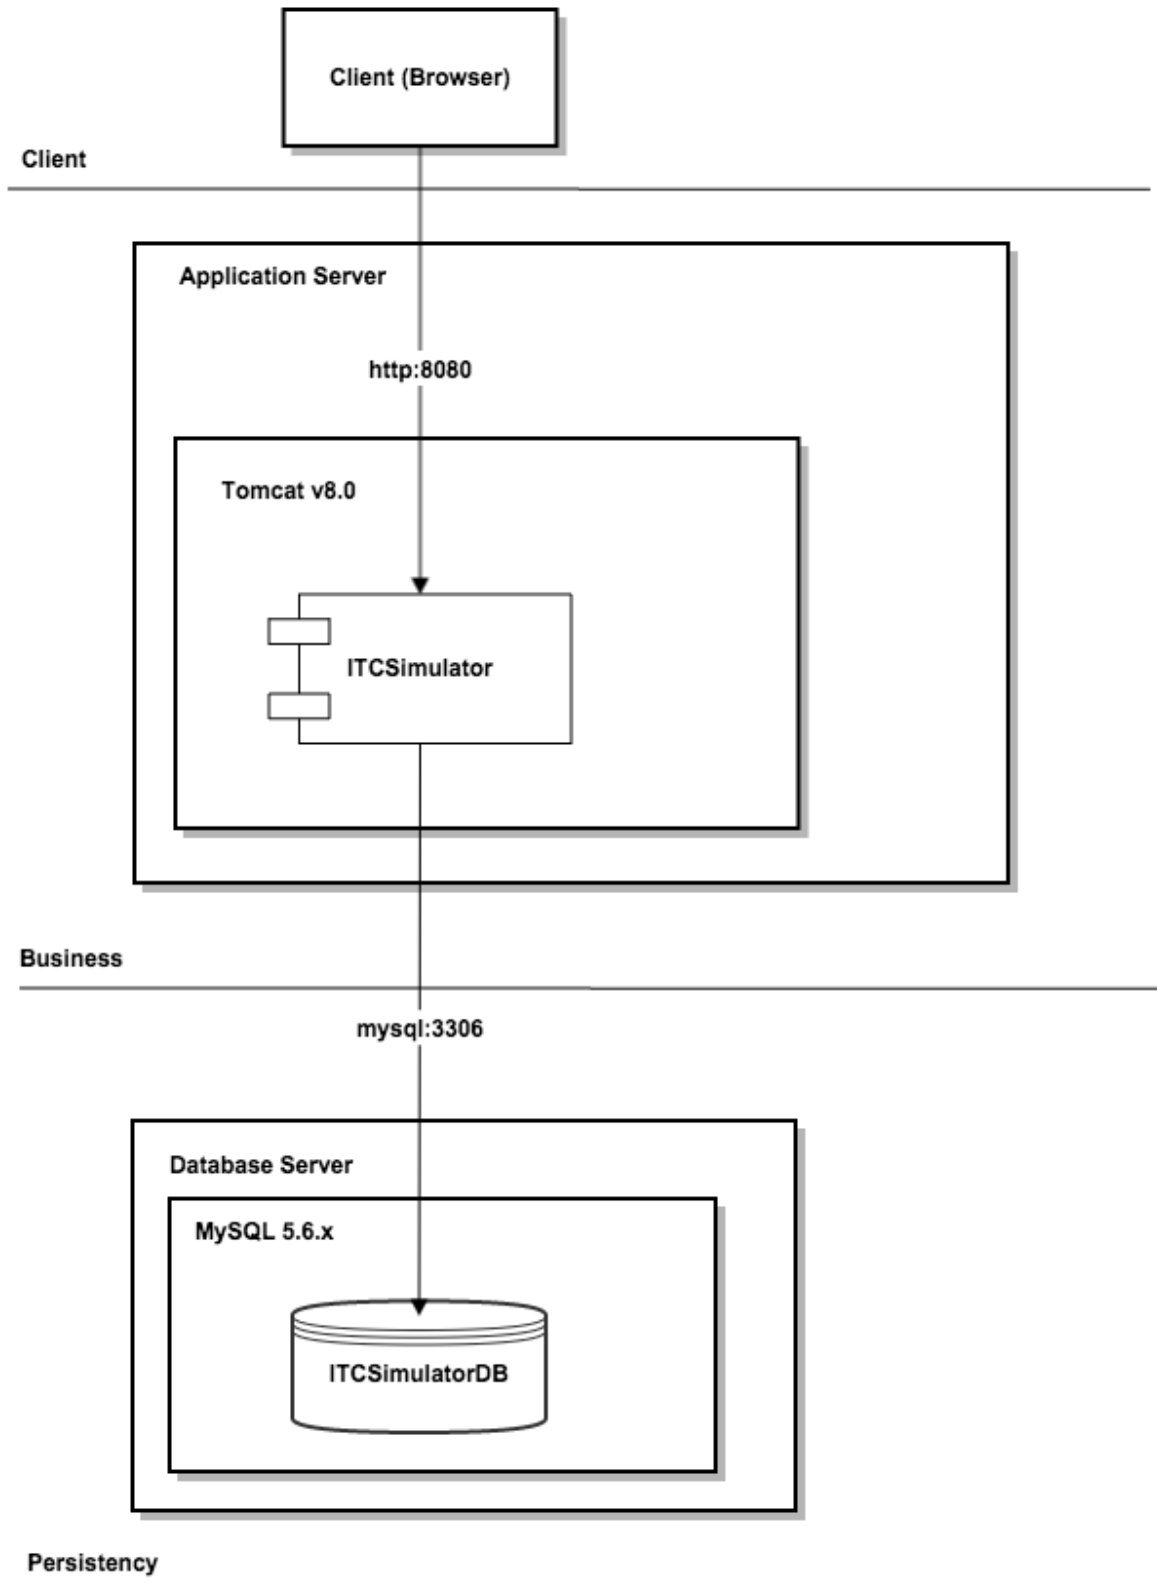 Client (Browser)
Client
Application Server
http:8080
Tomcat v8.0
ITCSimulator
Business
mysql:3306
Database Server
MySQL 5.6.x
ITCSimulatorDB
Persistency